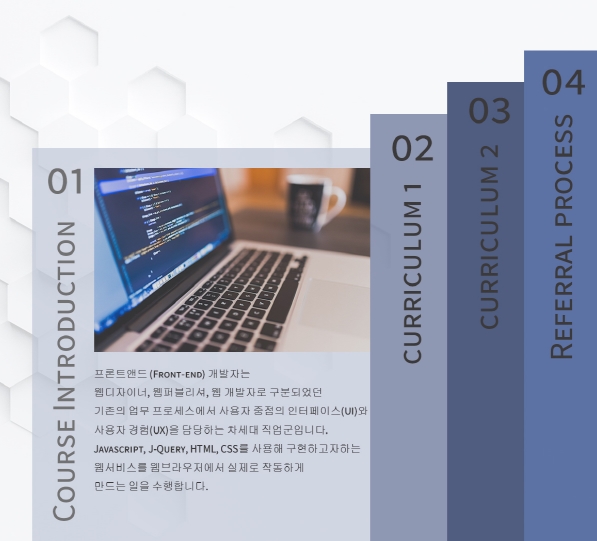 01
COURSE INTRODUCTION
프론트앤드 (FRONT-END) 개발자는
웹디자이너, 웹퍼블리셔, 웹 개발자로 구분되었던
기존의 업무 프로세스에서 사용자 중점의 인터페이스(UI)와
사용자 경험(UX)을 담당하는 차세대 직업군입니다.
JAVASCRIPT, J-QUERY, HTML, CSS를 사용해 구현하고자하는
웹서비스를 웹브라우저에서 실제로 작동하게
만드는 일을 수행합니다.
02
CURRICULUM 1
03
CURRICULUM 2
04
REFERRAL PROCESS